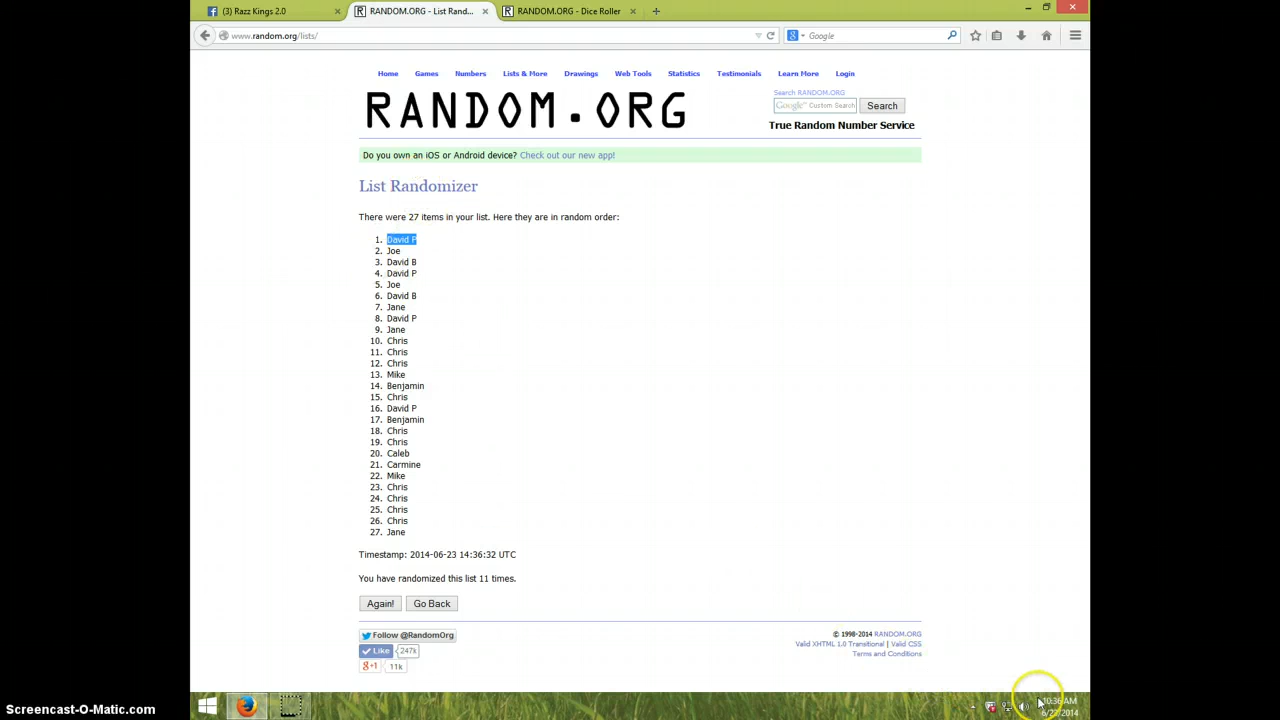 (3) Razz Kings 2.0
RANDOM.ORG - List Rand...
RANDOM.ORG - Dice Roller
www.random.org/lists/
Google
Home Games Numbers Lists & More Drawings Web Tools Statistics Testimonials Learn More Login
RANDOM.ORG
Search RANDOM.ORG
Google™ Custom Search
Search
True Random Number Service
Do you own an iOS or Android device? Check out our new app!
List Randomizer
There were 27 items in your list. Here they are in random order:
1. David P
2. Joe
3. David B
4. David P
5. Joe
6. David B
7. Jane
8. David P
9. Jane
10. Chris
11. Chris
12. Chris
13. Mike
14. Benjamin
15. Chris
16. David P
17. Benjamin
18. Chris
19. Chris
20. Caleb
21. Carmine
22. Mike
23. Chris
24. Chris
25. Chris
26. Chris
27. Jane
Timestamp: 2014-06-23 14:36:32 UTC
You have randomized this list 11 times.
Again! Go Back
Follow @RandomOrg
Like 247k
g+1 11k
© 1998-2014 RANDOM.ORG
Valid XHTML 1.0 Transitional | Valid CSS
Terms and Conditions
10:36 AM
Screencast-O-Matic.com